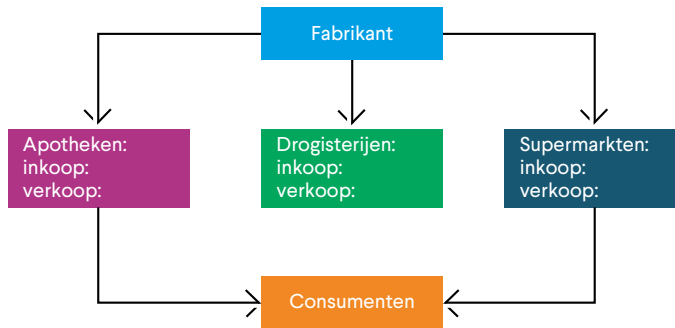 Fabrikant
Apotheken:
inkoop:
verkoop:
Drogisterijen:
inkoop:
verkoop:
Supermarkten:
inkoop:
verkoop:
Consumenten